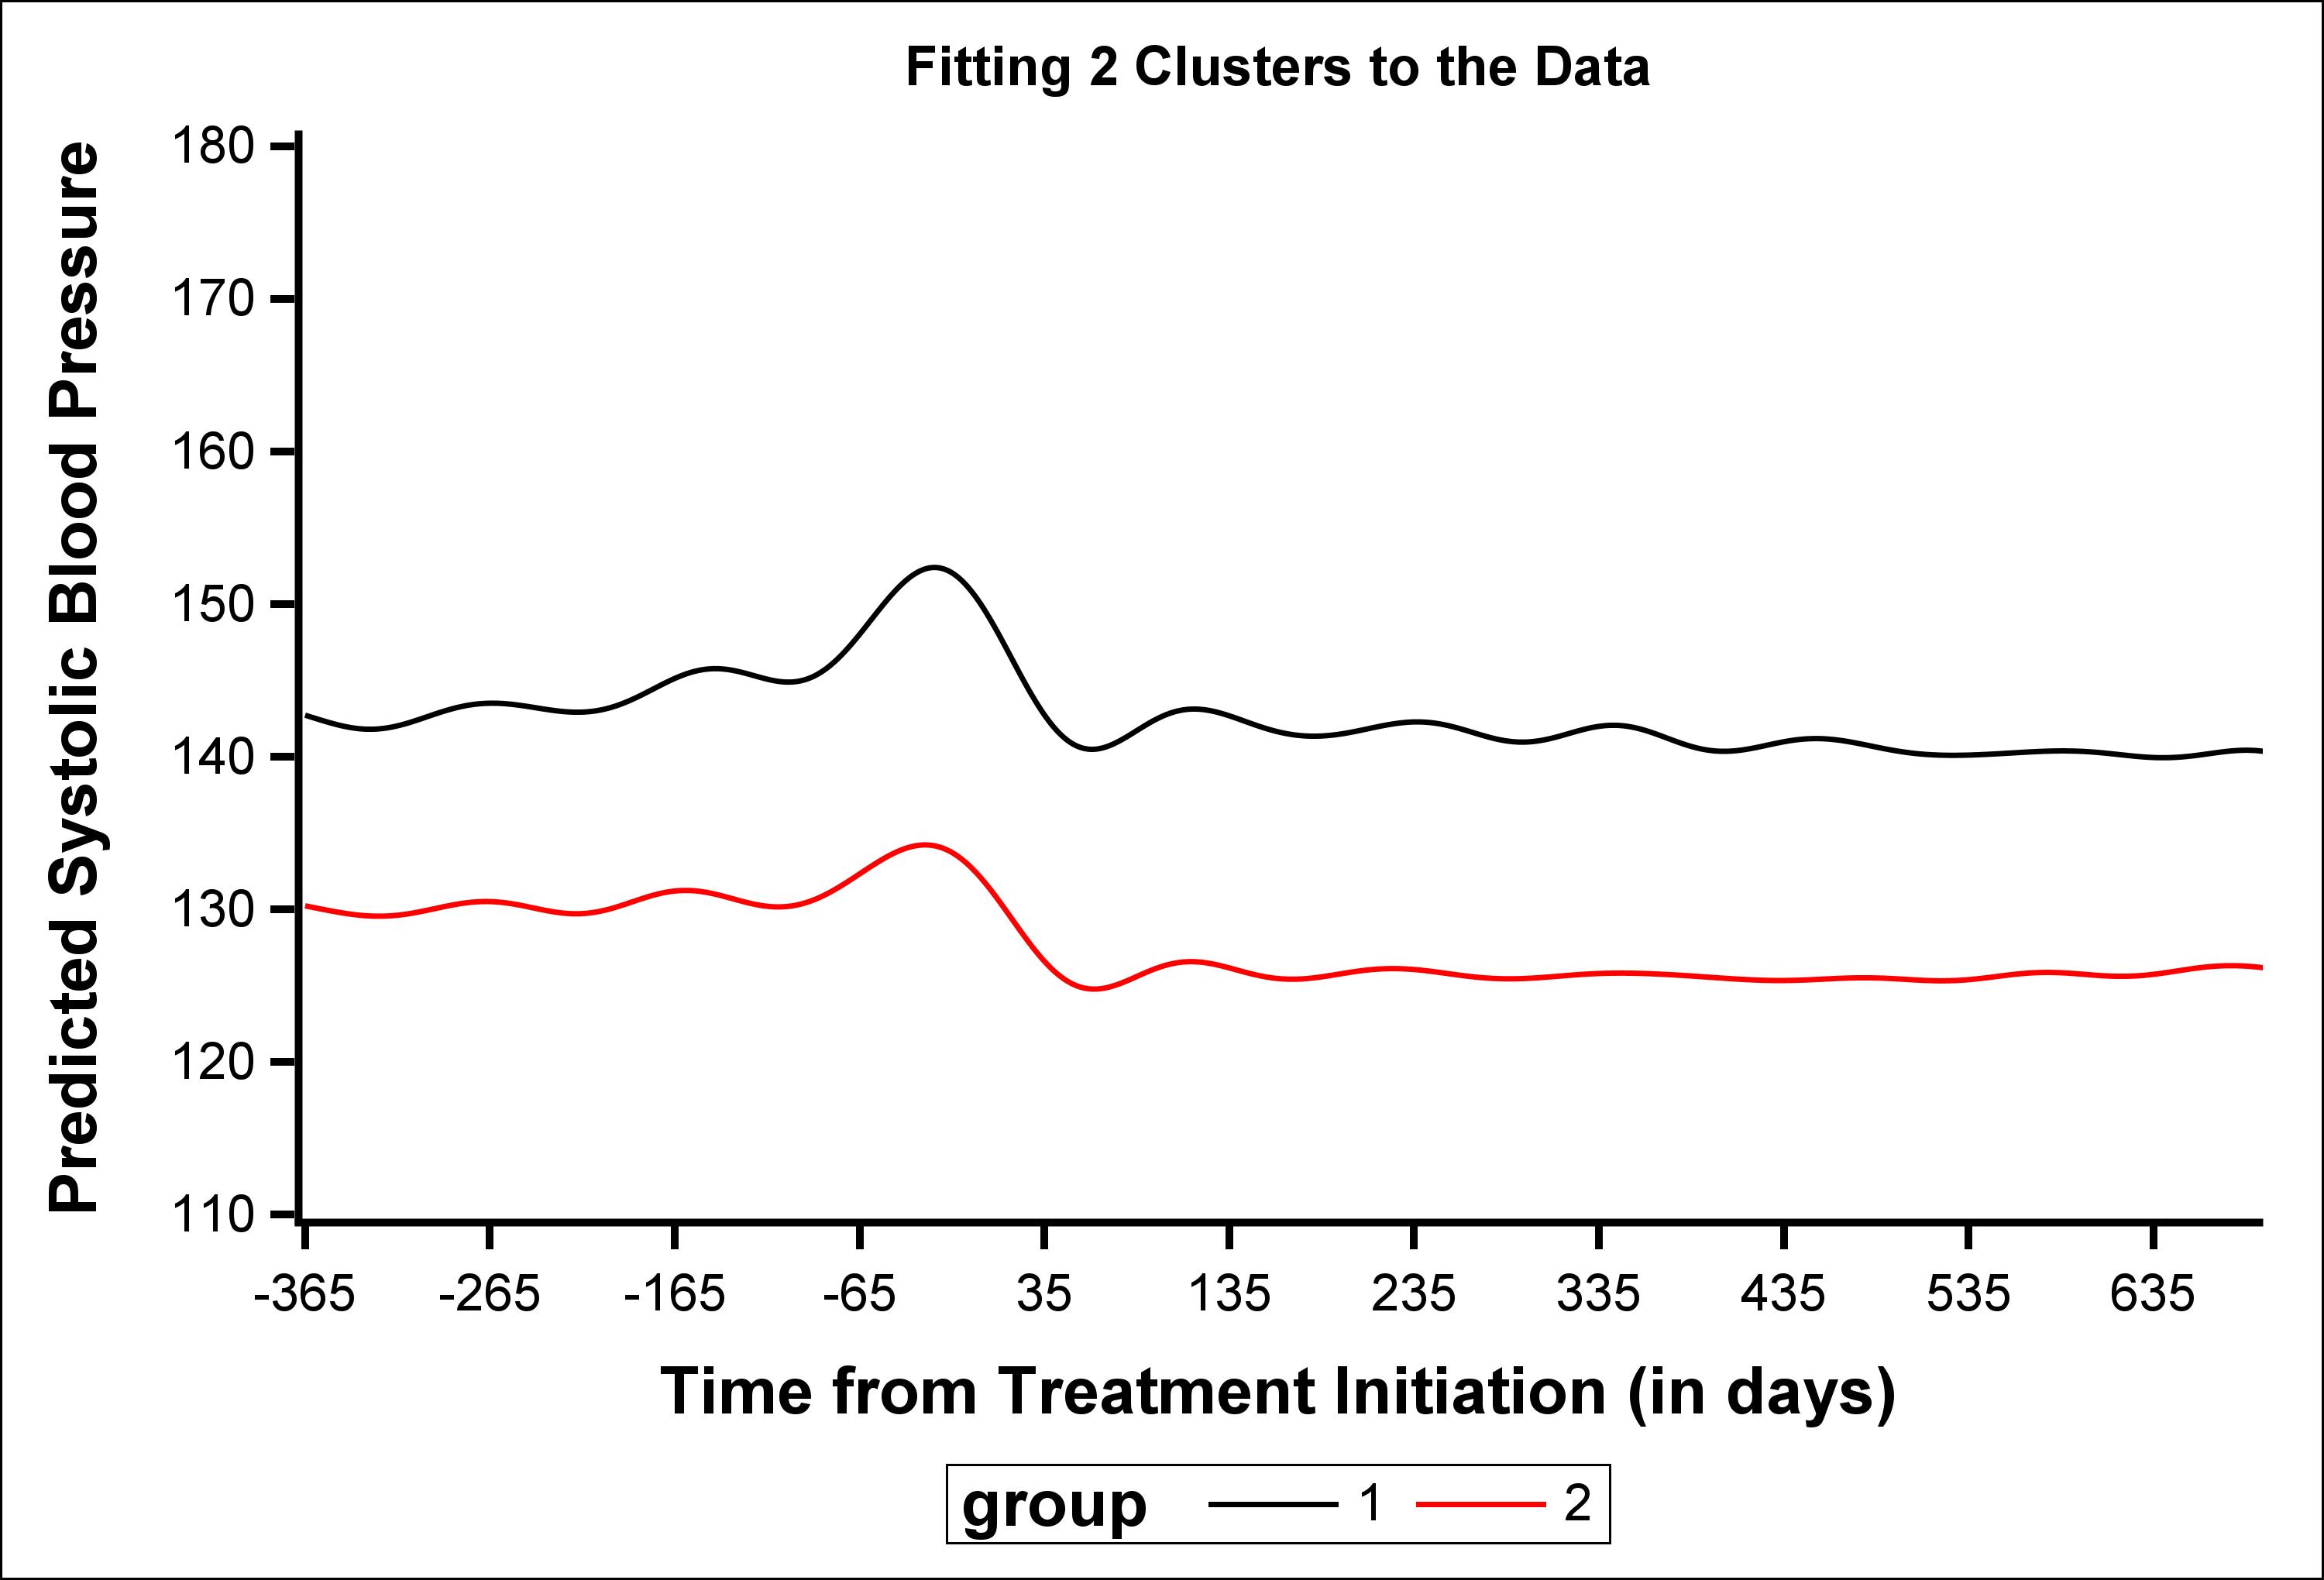 Fitting 2 Clusters to the Data
Predicted Systolic Blood Pressure
180
170
160
150
140
130
120
110
-365 -265 -165 -65 35 135 235 335 435 535 635
Time from Treatment Initiation (in days)
group 1 2